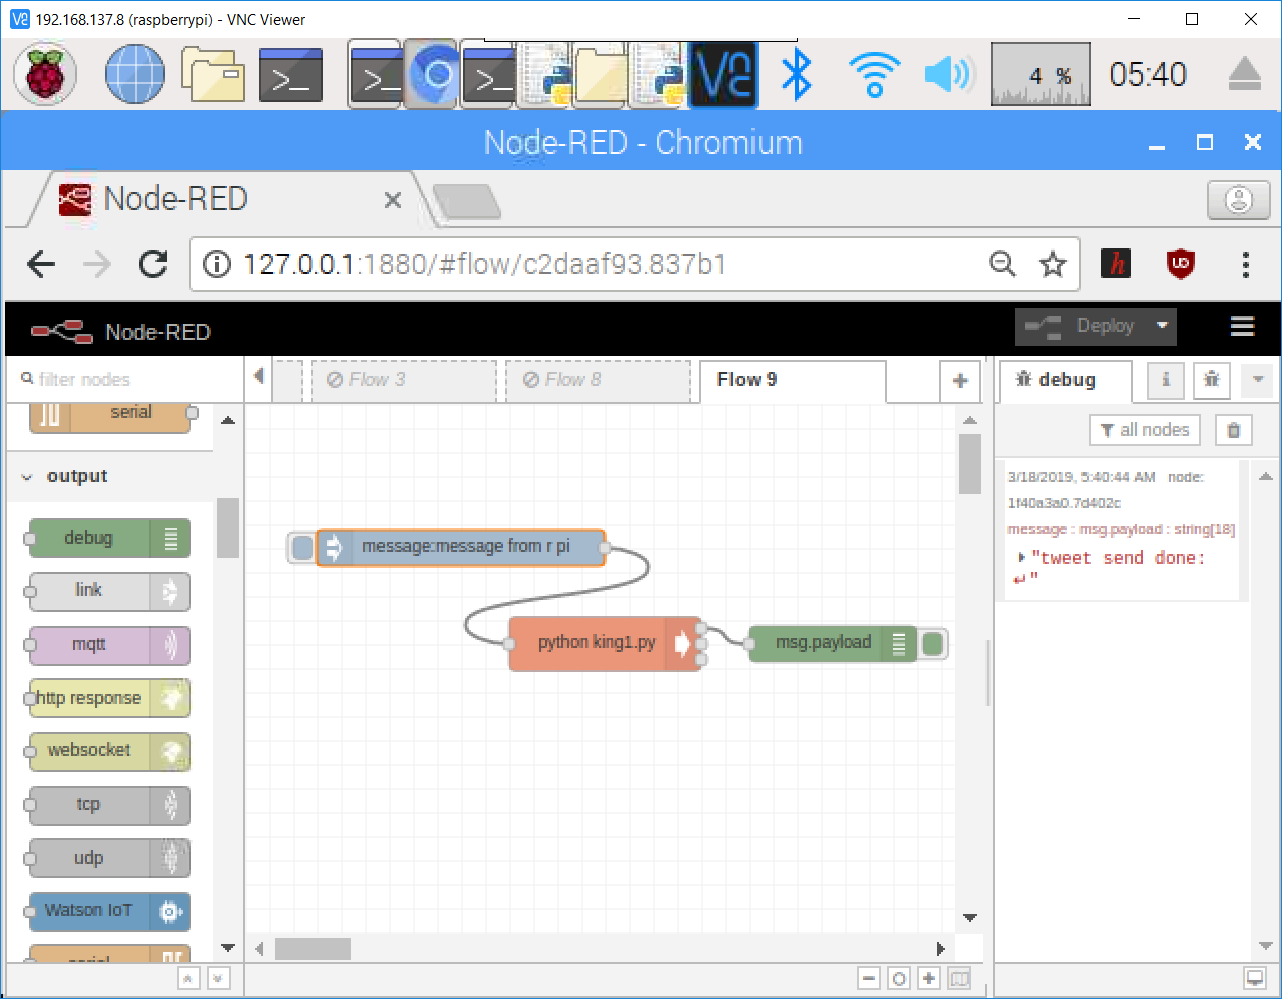 192.168.137.8 (raspberrypi) - VNC Viewer
4 %
05:40
Node-RED - Chromium
Node-RED
127.0.0.1:1880/#flow/c2daaf93.837b1
Node-RED
Deploy
filter nodes
Flow 3
Flow 8
Flow 9
debug
all nodes
serial
output
debug
link
mqtt
http response
websocket
tcp
udp
Watson IoT
serial
message:message from r pi
python king1.py
msg.payload
3/18/2019, 5:40:44 AM node:
1f40a3a0.7d402c
message : msg.payload : string[18]
"tweet send done:
↵"